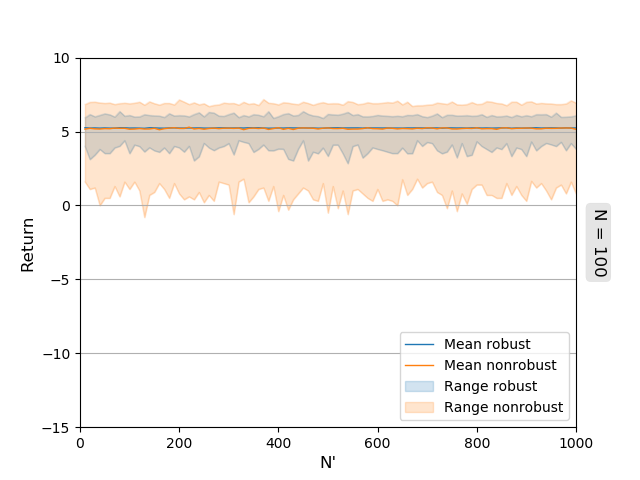 10
5
0
−5
−10
−15
Return
0
200
400
600
800
1000
N'
N = 100
Mean robust
Mean nonrobust
Range robust
Range nonrobust